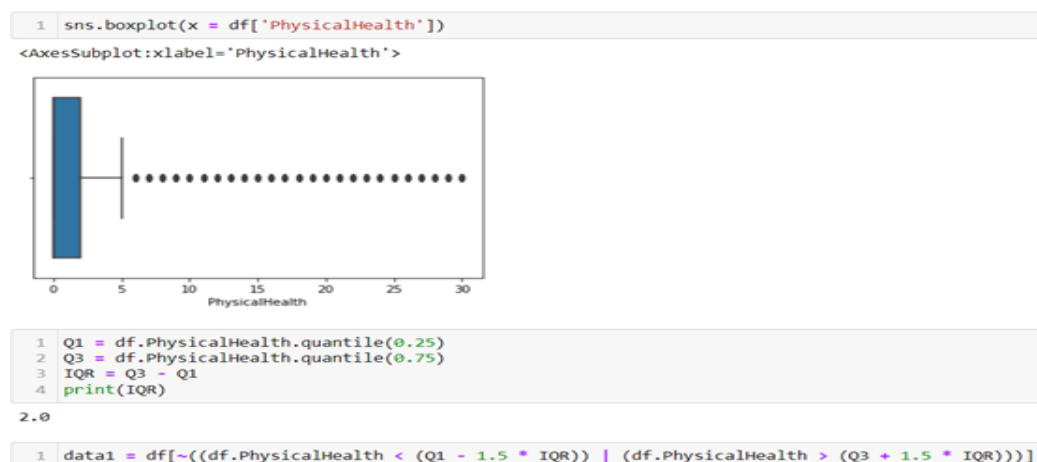 1 sns.boxplot(x = df['PhysicalHealth'])
<AxesSubplot:xlabel='PhysicalHealth'>
0 5 10 15 20 25 30
PhysicalHealth
1 Q1 = df.PhysicalHealth.quantile(0.25)
2 Q3 = df.PhysicalHealth.quantile(0.75)
3 IQR = Q3 - Q1
4 print(IQR)
2.0
1 data1 = df[~((df.PhysicalHealth < (Q1 - 1.5 * IQR)) | (df.PhysicalHealth > (Q3 + 1.5 * IQR)))]